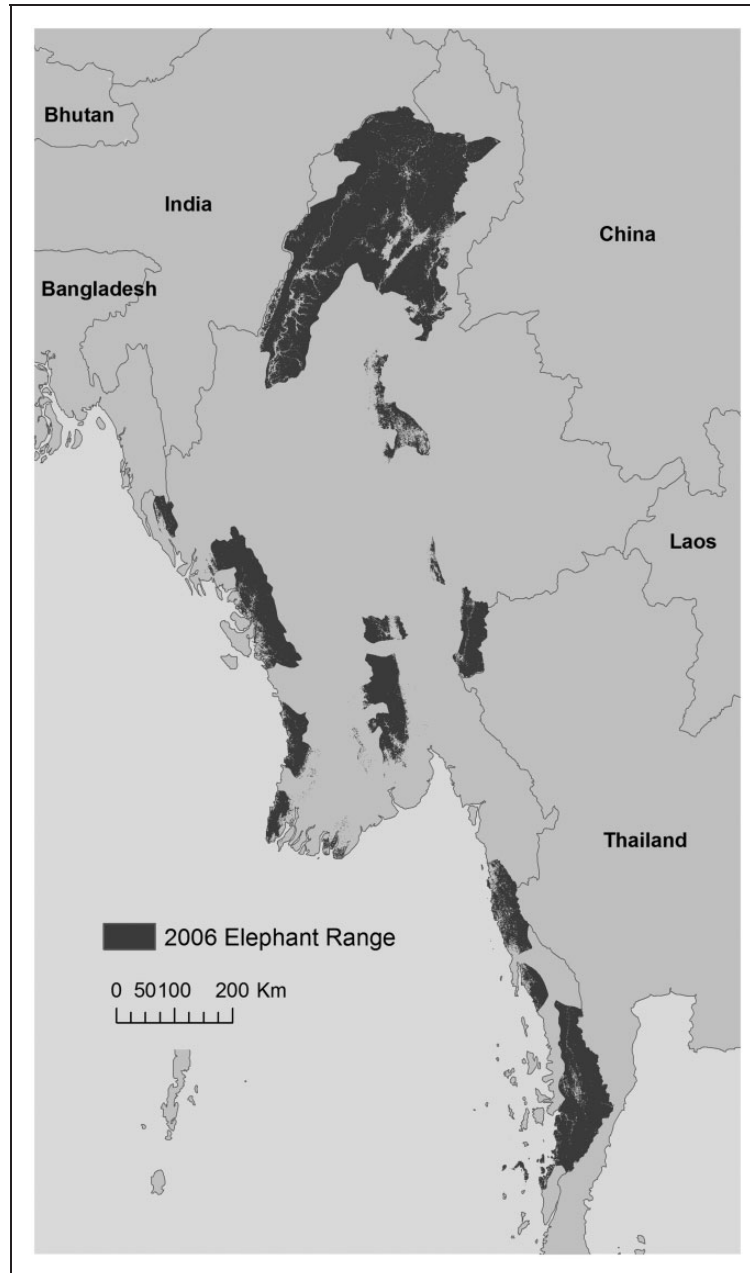 Bhutan
India
China
Bangladesh
Laos
Thailand
2006 Elephant Range
0 50100 200 Km